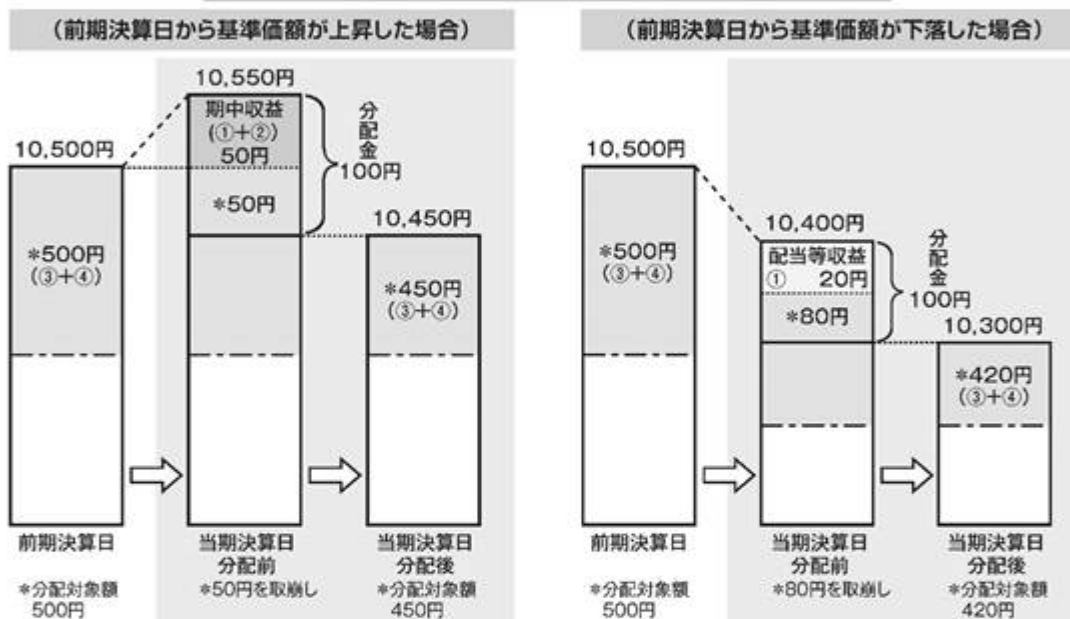 (前期決算日から基準価額が上昇した場合)
10,550円
期中収益
(①+②)
50円
*50円
分配金
100円
10,500円
*500円
(③+④)
10,450円
*450円
(③+④)
前期決算日
当期決算日
分配前
当期決算日
分配後
*分配対象額
500円
*50円を取崩し
*分配対象額
450円
(前期決算日から基準価額が下落した場合)
10,500円
*500円
(③+④)
10,400円
配当等収益
① 20円
*80円
分配金
100円
10,300円
*420円
(③+④)
前期決算日
当期決算日
分配前
当期決算日
分配後
*分配対象額
500円
*80円を取崩し
*分配対象額
420円